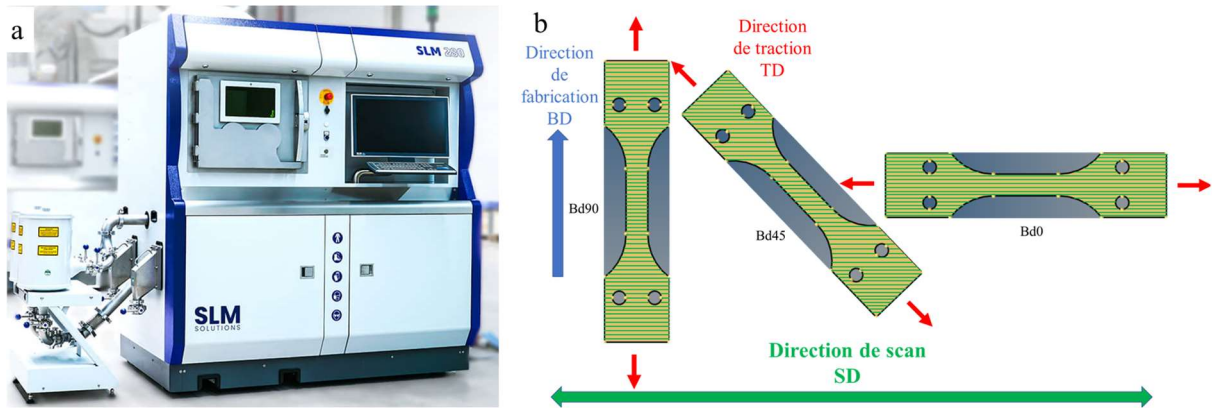 a
SLM 280
SLM
SOLUTIONS
b
Direction
de
fabrication
BD
Direction
de traction
TD
Bd90
Bd45
Bd0
Direction de scan
SD